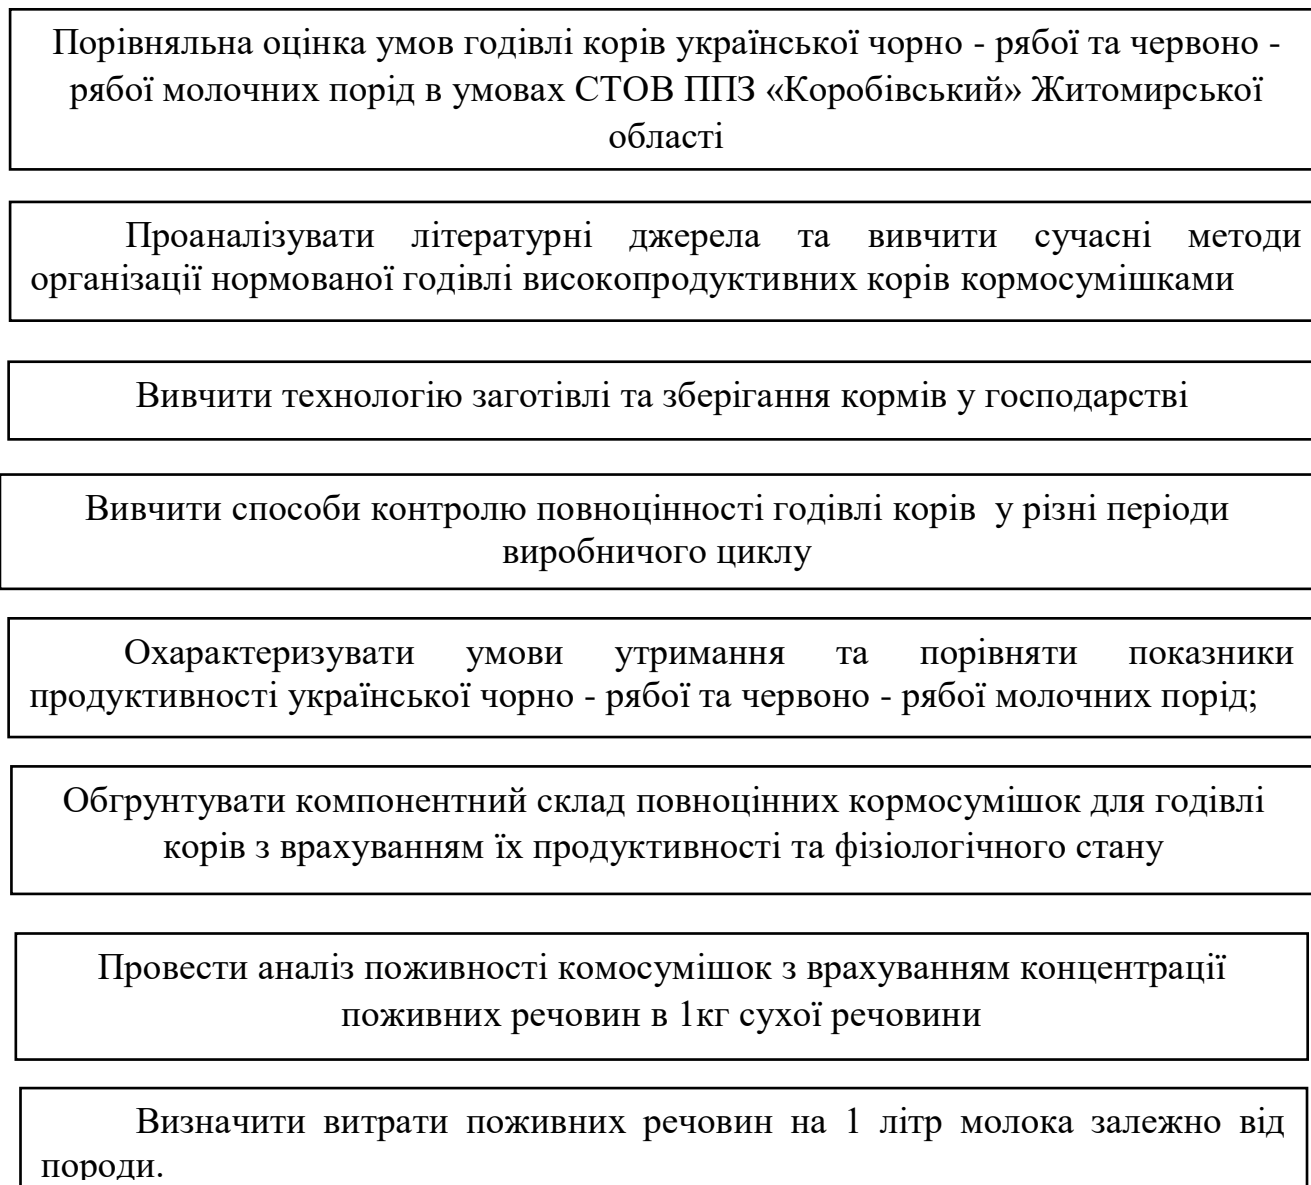 Порівняльна оцінка умов годівлі корів української чорно - рябої та червоно -
рябої молочних порід в умовах СТОВ ППЗ «Коробівський» Житомирської
області
Проаналізувати літературні джерела та вивчити сучасні методи
організації нормованої годівлі високопродуктивних корів кормосумішками
Вивчити технологію заготівлі та зберігання кормів у господарстві
Вивчити способи контролю повноцінності годівлі корів у різні періоди
виробничого циклу
Охарактеризувати умови утримання та порівняти показники
продуктивності української чорно - рябої та червоно - рябої молочних порід;
Обгрунтувати компонентний склад повноцінних кормосумішок для годівлі
корів з врахуванням їх продуктивності та фізіологічного стану
Провести аналіз поживності комосумішок з врахуванням концентрації
поживних речовин в 1кг сухої речовини
Визначити витрати поживних речовин на 1 літр молока залежно від
породи.